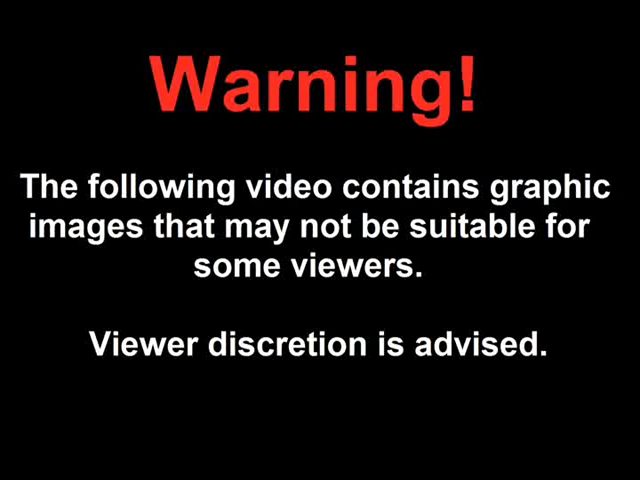 Warning!
The following video contains graphic
images that may not be suitable for
some viewers.
Viewer discretion is advised.